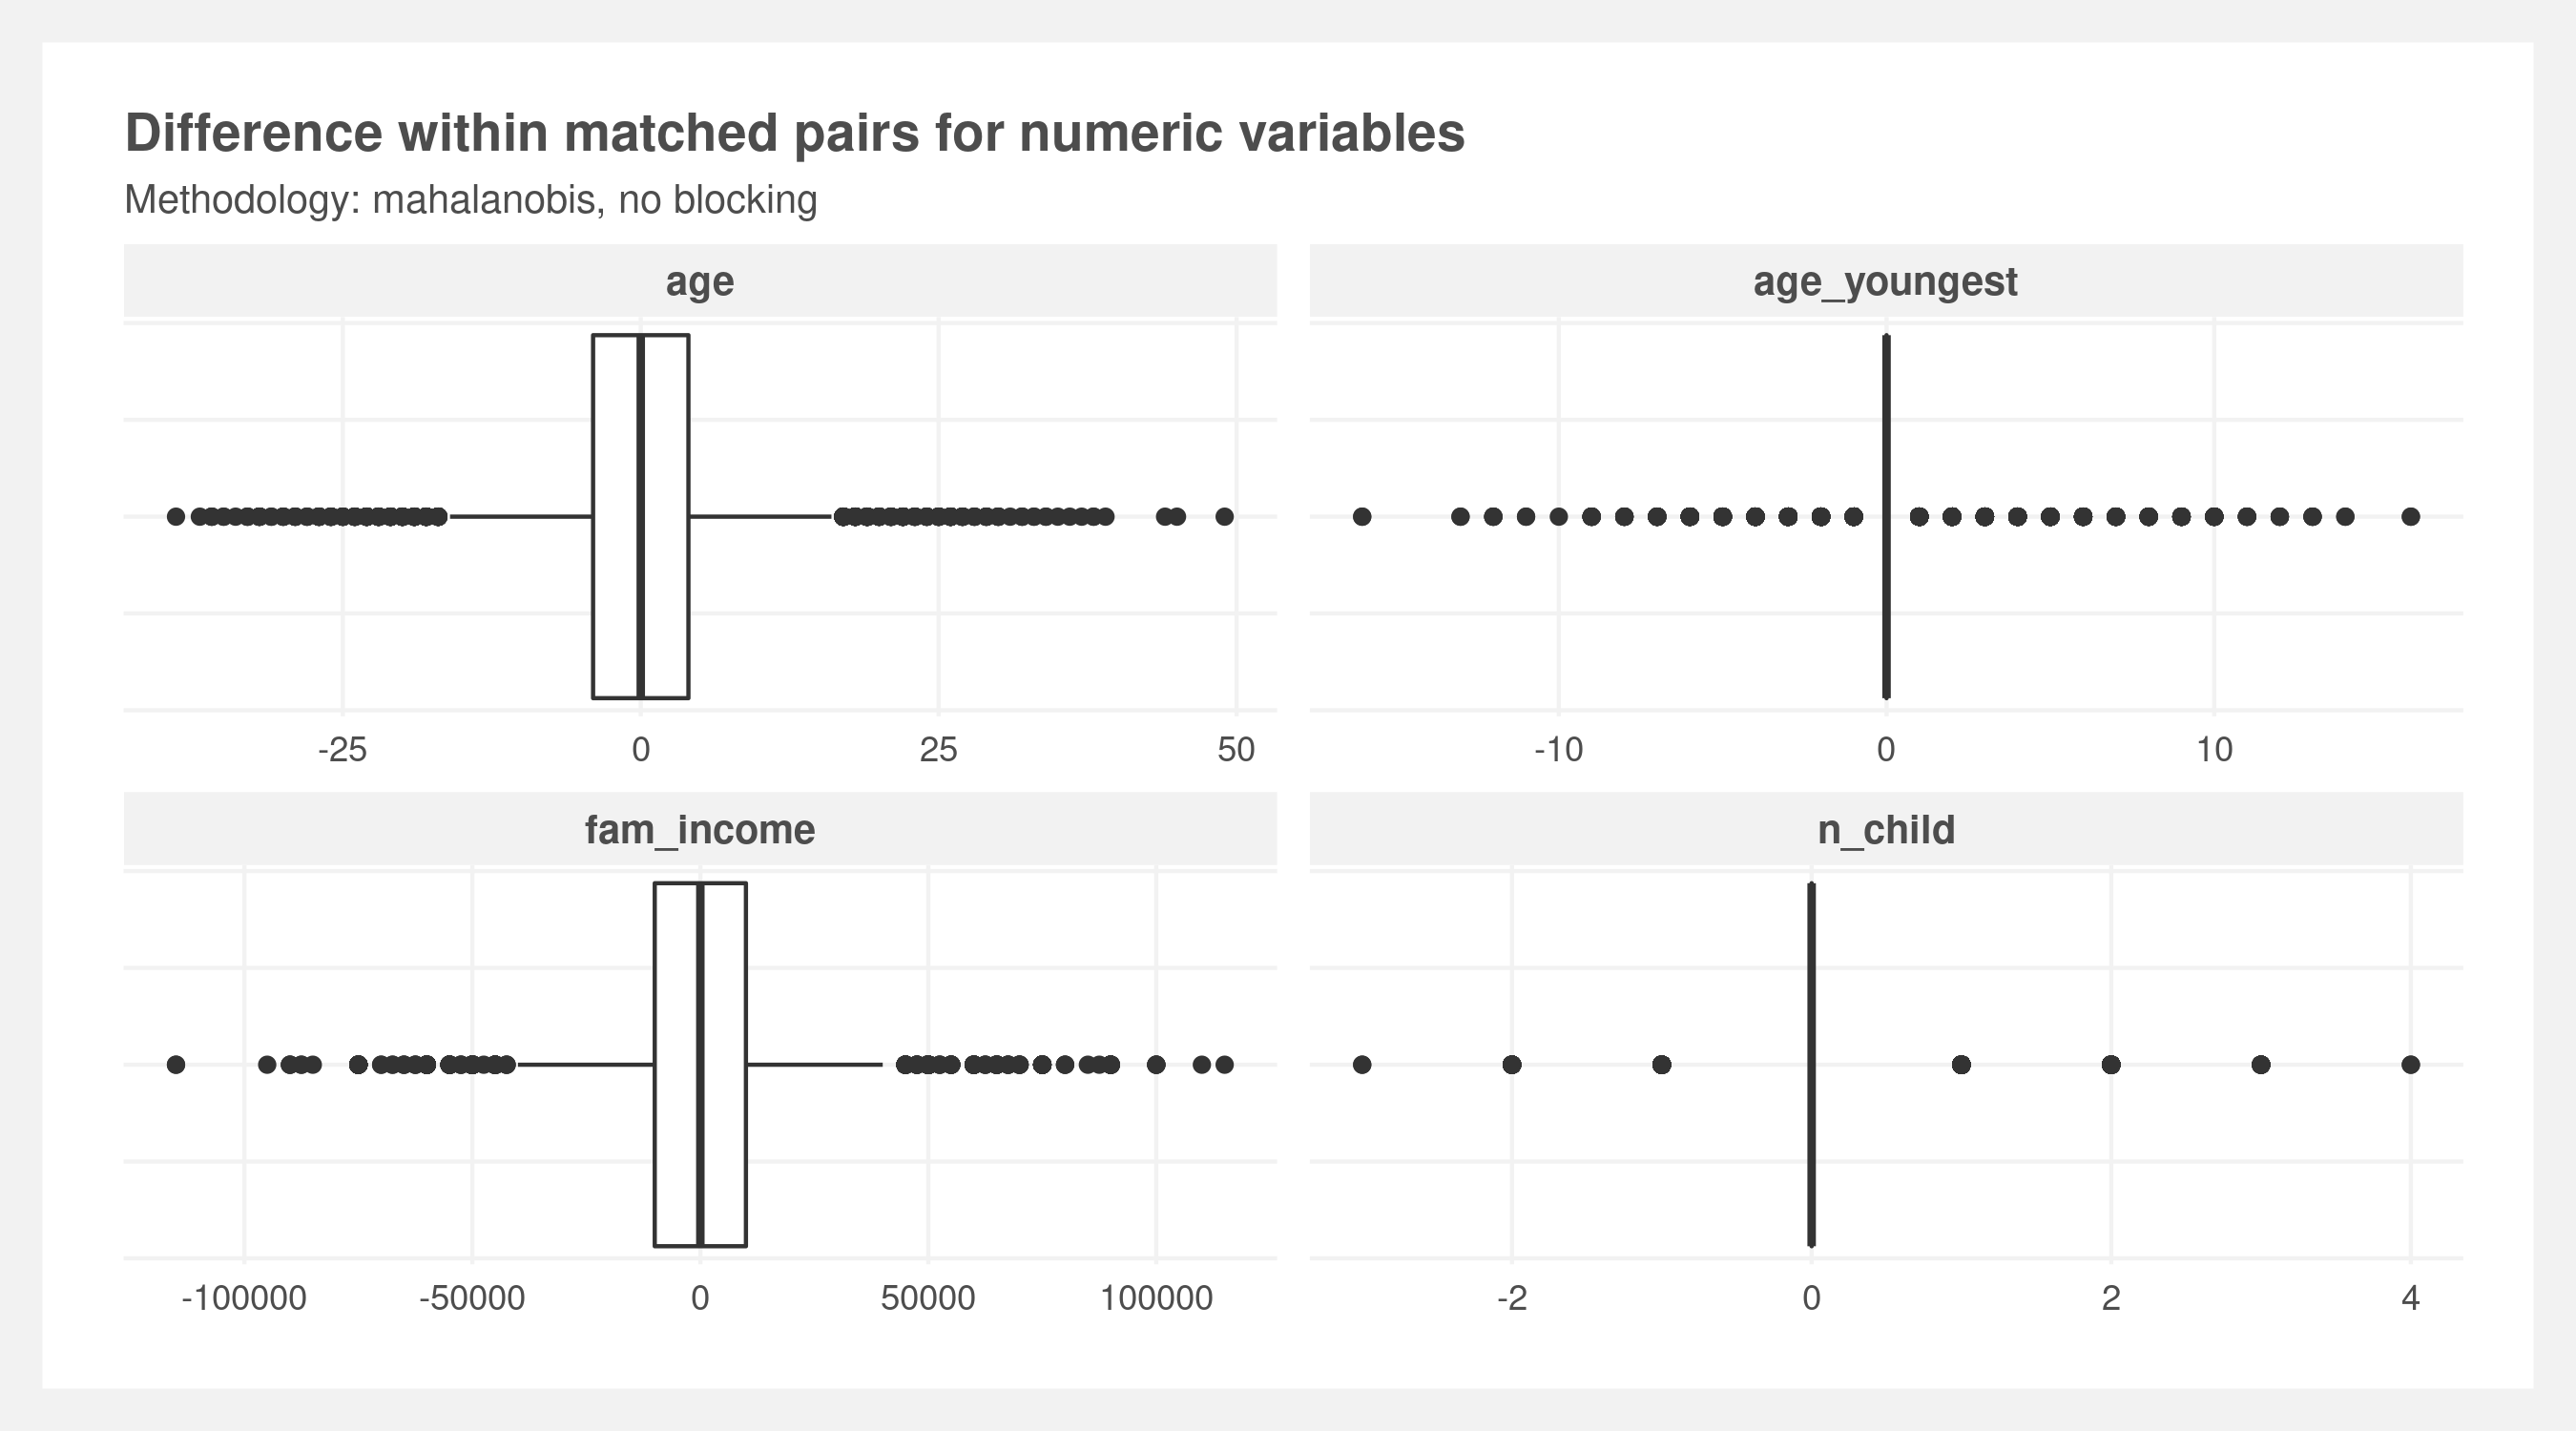 Difference within matched pairs for numeric variables
Methodology: mahalanobis, no blocking
age
age_youngest
-25 0 25 50
-10 0 10
fam_income
n_child
-100000 -50000 0 50000 100000
-2 0 2 4